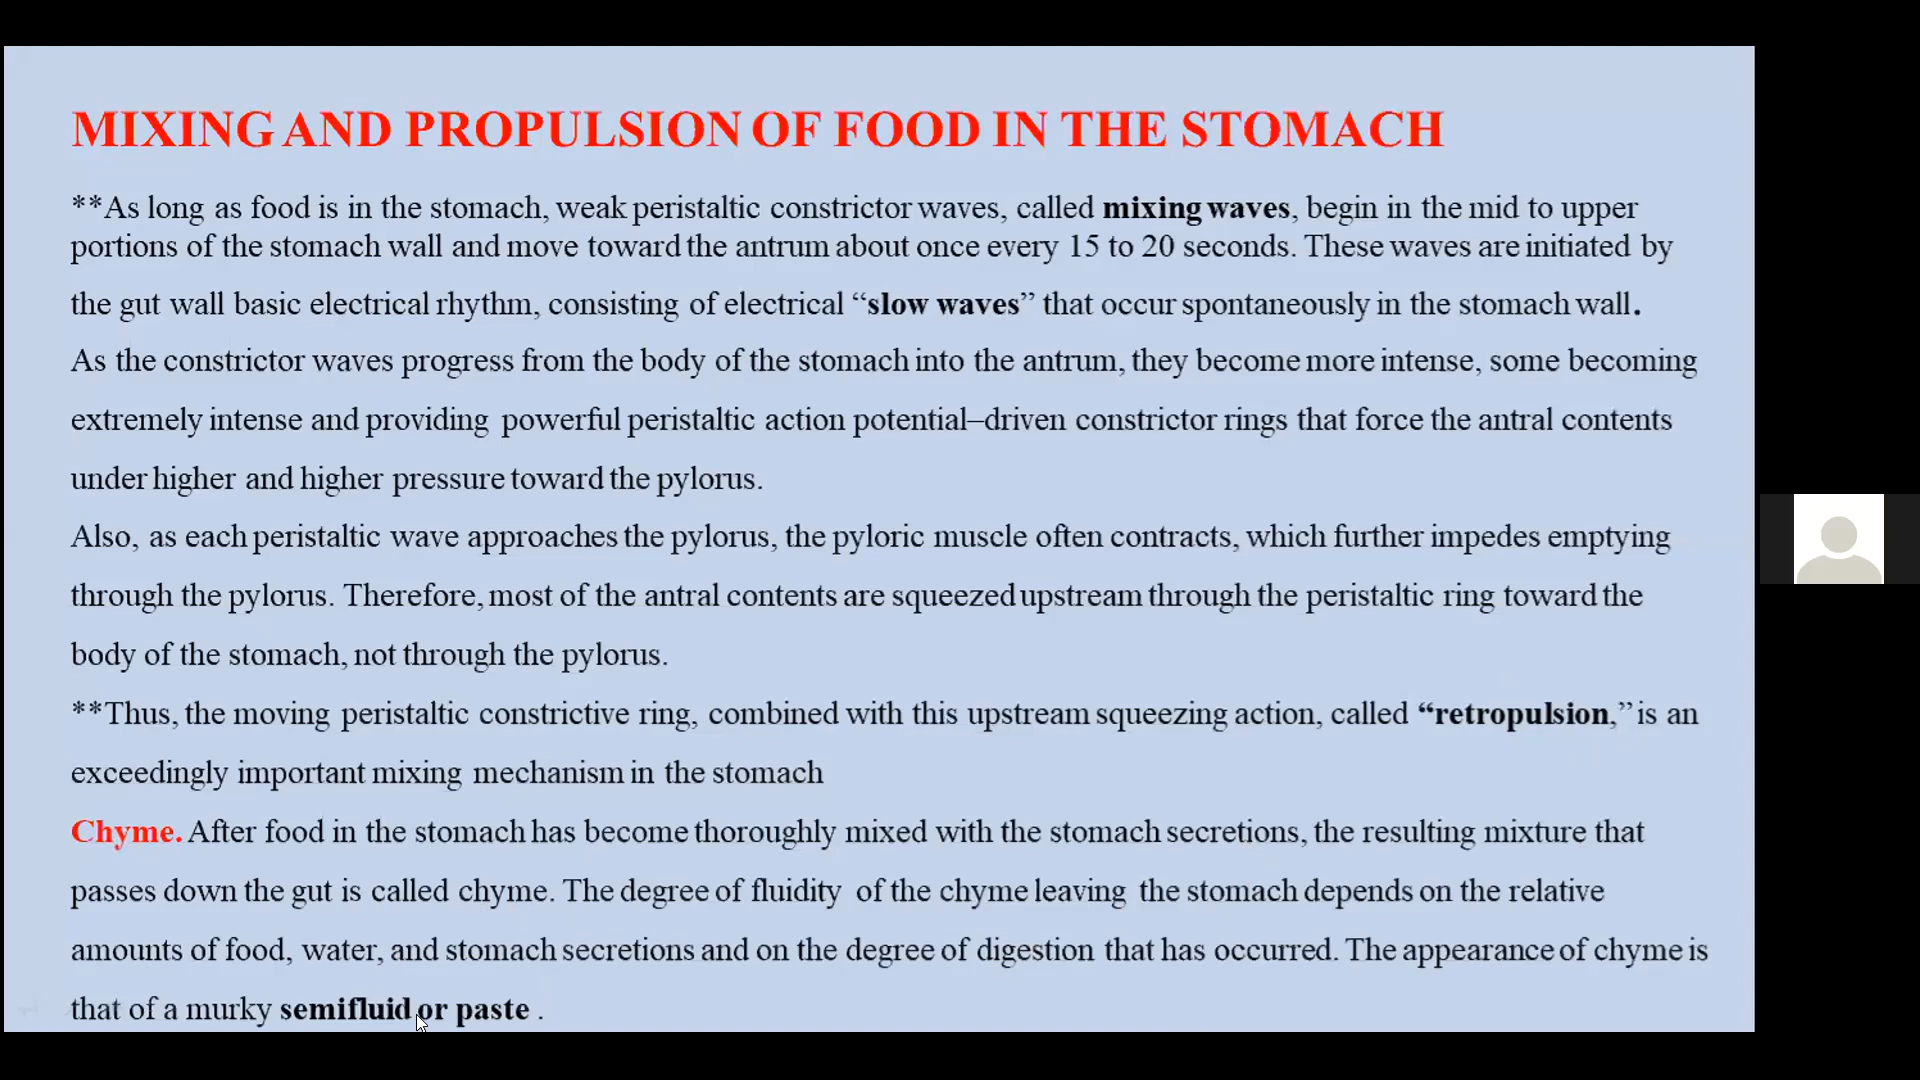 MIXING AND PROPULSION OF FOOD IN THE STOMACH
**As long as food is in the stomach, weak peristaltic constrictor waves, called mixing waves, begin in the mid to upper
portions of the stomach wall and move toward the antrum about once every 15 to 20 seconds. These waves are initiated by
the gut wall basic electrical rhythm, consisting of electrical “slow waves” that occur spontaneously in the stomach wall.
As the constrictor waves progress from the body of the stomach into the antrum, they become more intense, some becoming
extremely intense and providing powerful peristaltic action potential–driven constrictor rings that force the antral contents
under higher and higher pressure toward the pylorus.
Also, as each peristaltic wave approaches the pylorus, the pyloric muscle often contracts, which further impedes emptying
through the pylorus. Therefore, most of the antral contents are squeezed upstream through the peristaltic ring toward the
body of the stomach, not through the pylorus.
**Thus, the moving peristaltic constrictive ring, combined with this upstream squeezing action, called “retropulsion,” is an
exceedingly important mixing mechanism in the stomach
Chyme. After food in the stomach has become thoroughly mixed with the stomach secretions, the resulting mixture that
passes down the gut is called chyme. The degree of fluidity of the chyme leaving the stomach depends on the relative
amounts of food, water, and stomach secretions and on the degree of digestion that has occurred. The appearance of chyme is
that of a murky semifluid or paste .